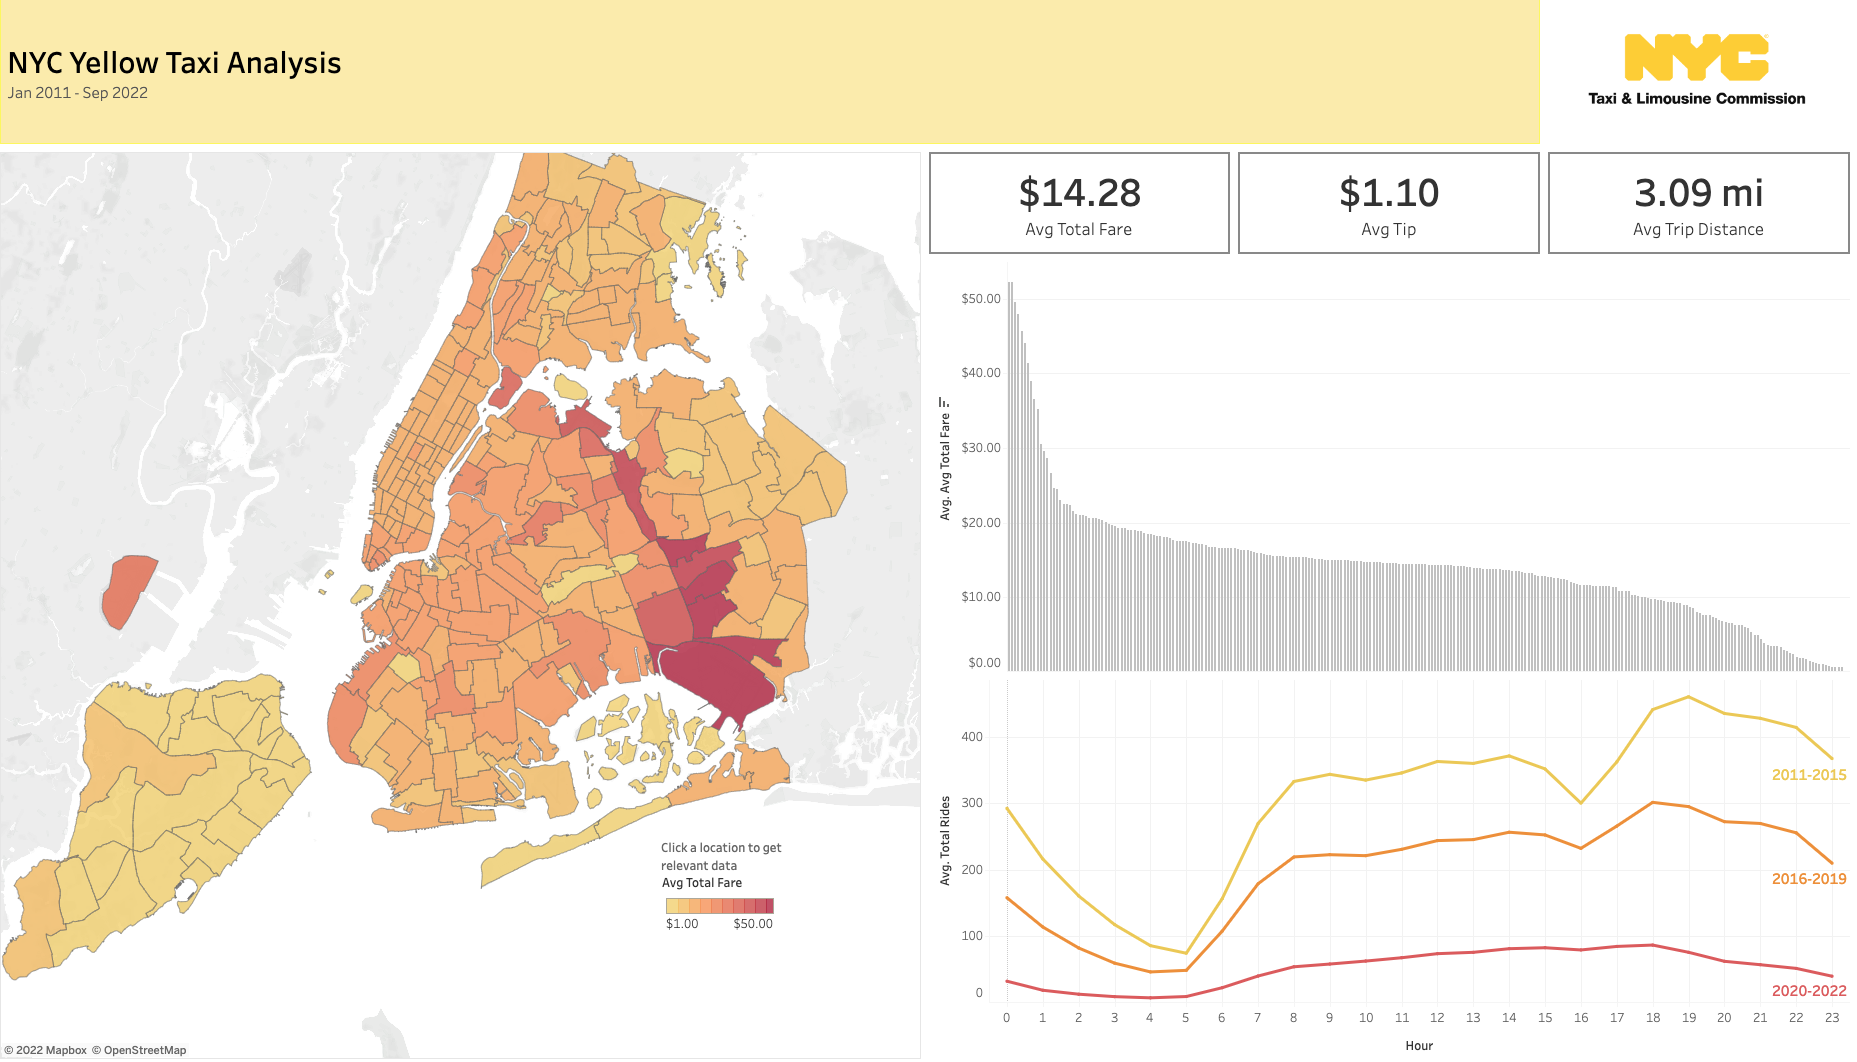 NYC Yellow Taxi Analysis
Jan 2011 - Sep 2022
NYC
Taxi & Limousine Commission
$14.28
Avg Total Fare
$1.10
Avg Tip
3.09 mi
Avg Trip Distance
Click a location to get
relevant data
Avg Total Fare
$1.00 $50.00
© 2022 Mapbox © OpenStreetMap
Avg. Avg Total Fare
$50.00
$40.00
$30.00
$20.00
$10.00
$0.00
Avg. Total Rides
400
300
200
100
0
2011-2015
2016-2019
2020-2022
0 1 2 3 4 5 6 7 8 9 10 11 12 13 14 15 16 17 18 19 20 21 22 23
Hour